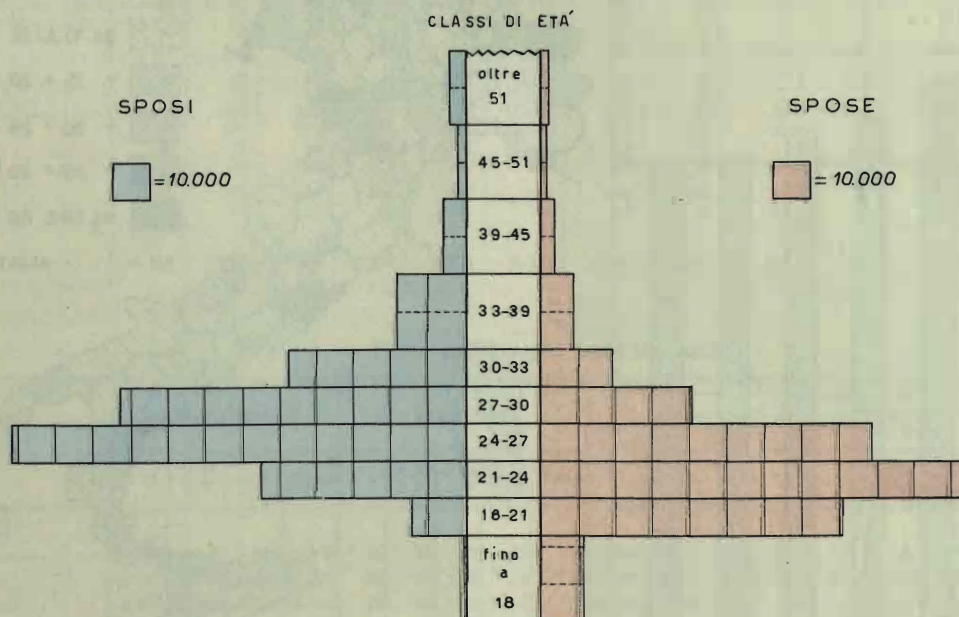 CLASSI DI ETÀ
oltre
51
SPOSI
SPOSE
45-51
=10.000
= 10.000
39-45
33-39
30-33
27-30
24-27
21-24
18-21
fino
a
18